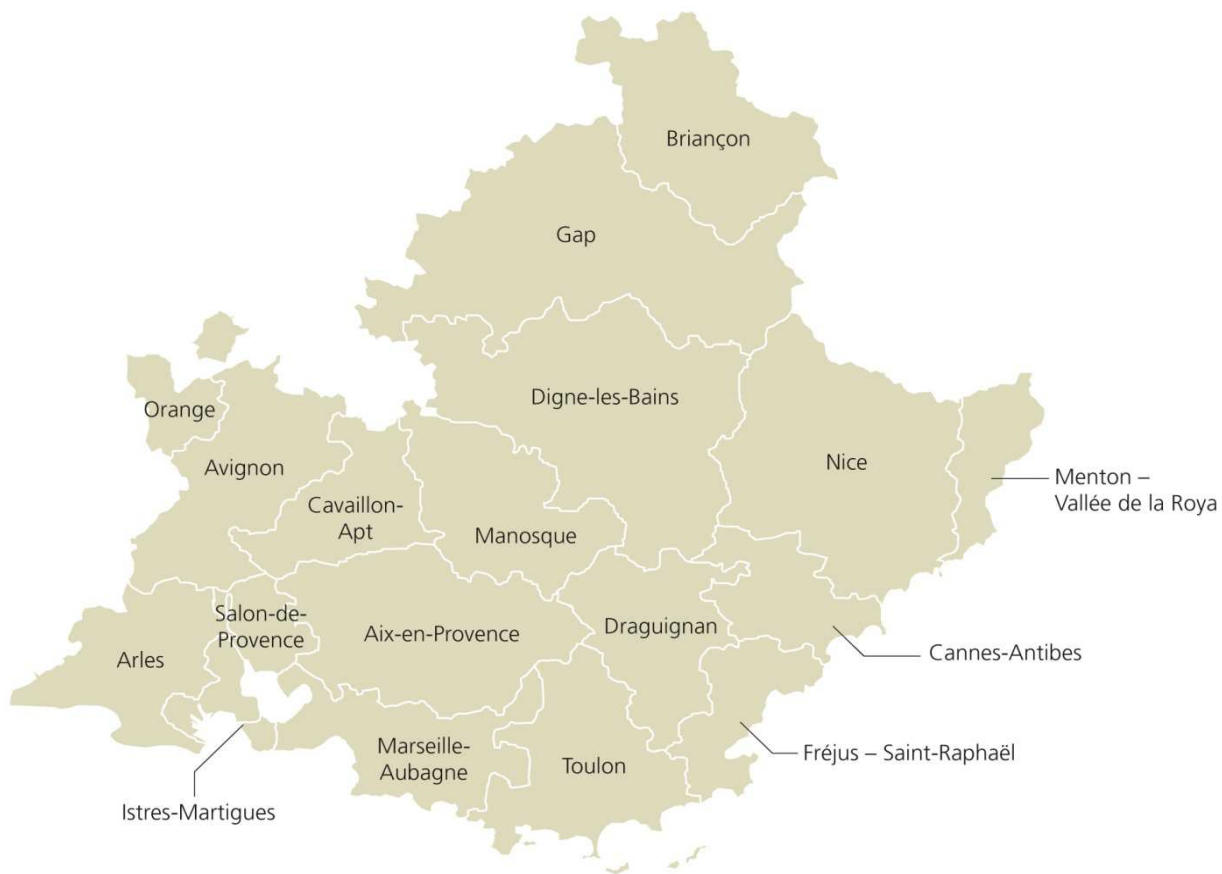 Briançon
Gap
Digne-les-Bains
Orange
Avignon
Nice
Menton –
Vallée de la Roya
Cavaillon-
Apt
Manosque
Salon-de-
Provence
Aix-en-Provence
Draguignan
Arles
Cannes-Antibes
Marseille-
Aubagne
Toulon
Fréjus – Saint-Raphaël
Istres-Martigues